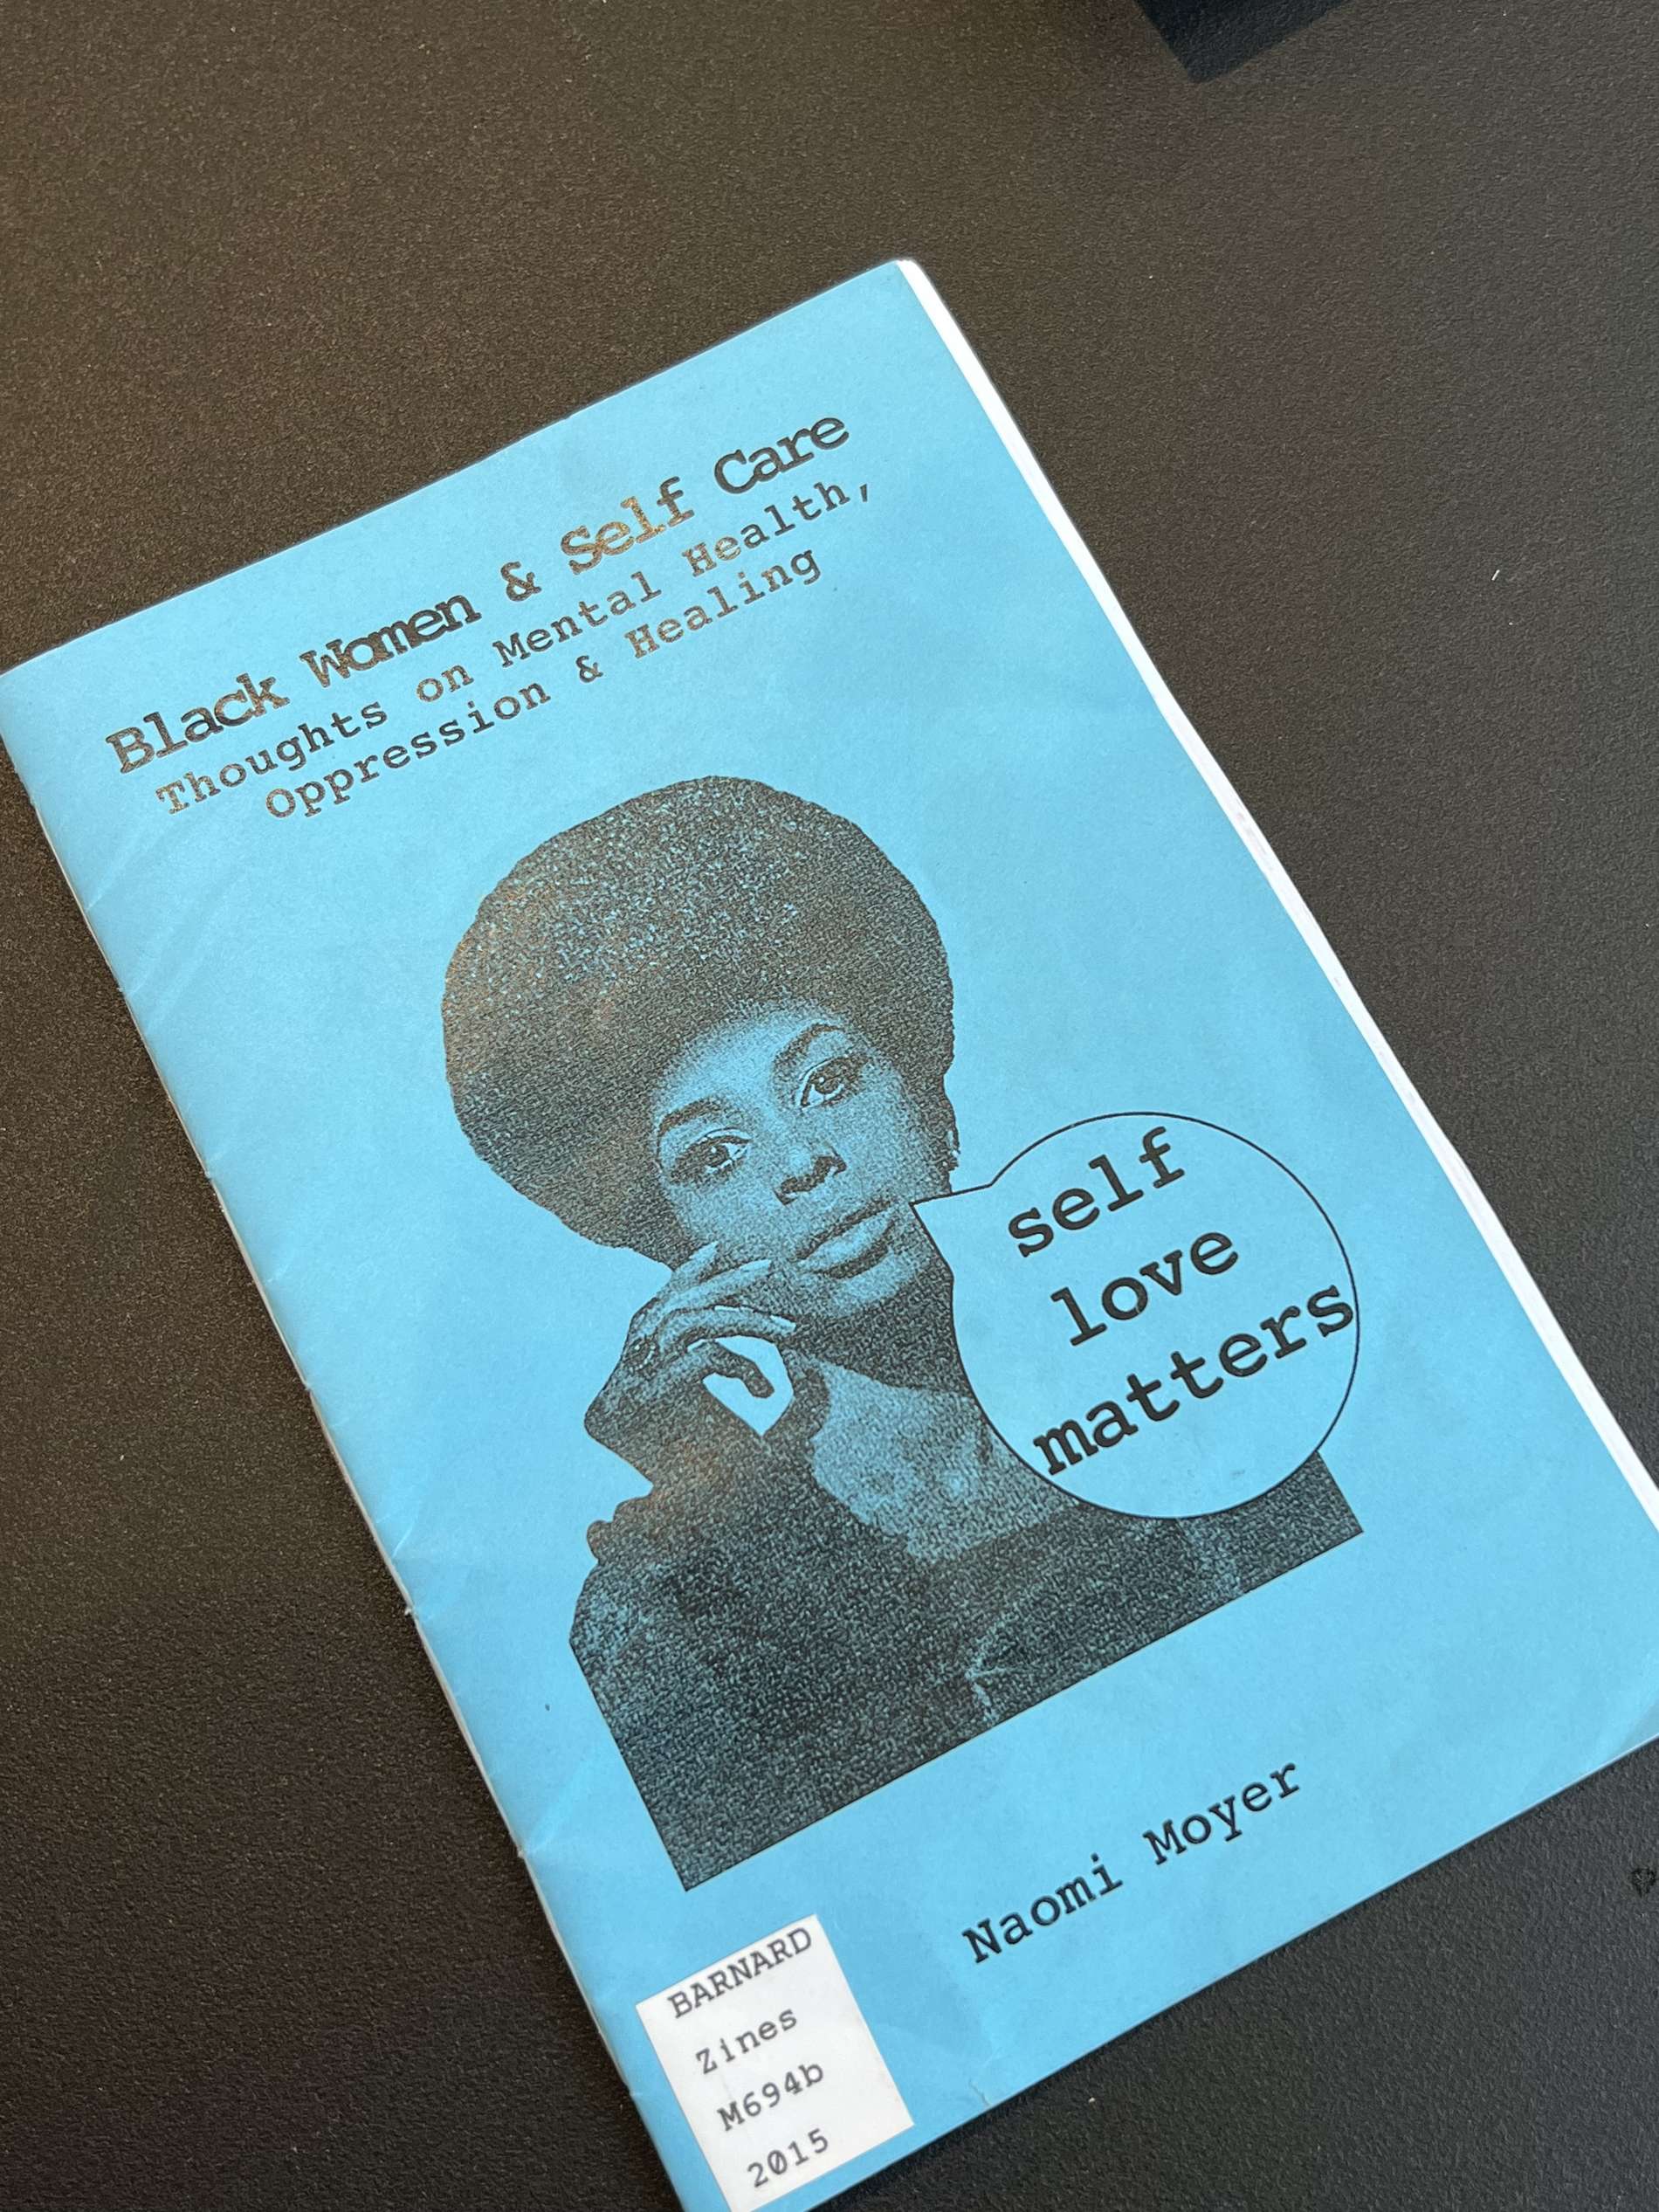 Black Women & Self Care
Thoughts on Mental Health,
Oppression & Healing
self
love
matters
Naomi Moyer
BARNARD
Zines
M694b
2015